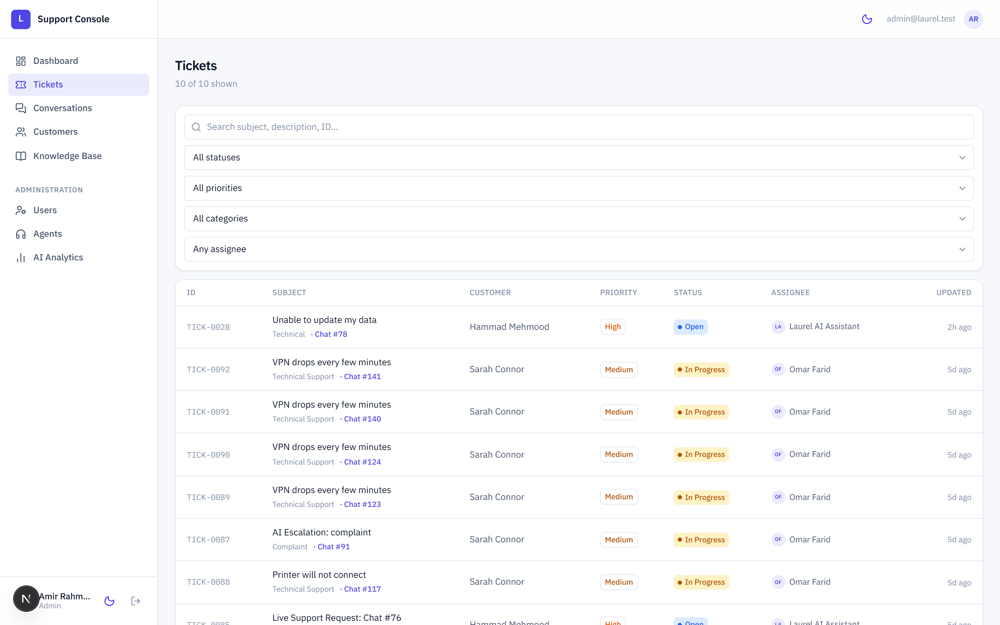 L Support Console
admin@laurel.test AR
Dashboard
Tickets
Conversations
Customers
Knowledge Base
ADMINISTRATION
Users
Agents
AI Analytics
N Amir Rahm...
Admin
Tickets
10 of 10 shown
Search subject, description, ID...
All statuses
All priorities
All categories
Any assignee
ID SUBJECT CUSTOMER PRIORITY STATUS ASSIGNEE UPDATED
TICK-0028 Unable to update my data Hammad Mehmood High Open LA Laurel AI Assistant 2h ago
Technical · Chat #78
TICK-0092 VPN drops every few minutes Sarah Connor Medium In Progress OF Omar Farid 5d ago
Technical Support · Chat #141
TICK-0091 VPN drops every few minutes Sarah Connor Medium In Progress OF Omar Farid 5d ago
Technical Support · Chat #140
TICK-0090 VPN drops every few minutes Sarah Connor Medium In Progress OF Omar Farid 5d ago
Technical Support · Chat #124
TICK-0089 VPN drops every few minutes Sarah Connor Medium In Progress OF Omar Farid 5d ago
Technical Support · Chat #123
TICK-0087 AI Escalation: complaint Sarah Connor Medium In Progress OF Omar Farid 5d ago
Complaint · Chat #91
TICK-0088 Printer will not connect Sarah Connor Medium In Progress OF Omar Farid 5d ago
Technical Support · Chat #117
TICK-0085 Live Support Request: Chat #76 Hammad Mehmood High Open LA Laurel AI Assistant 5d ago